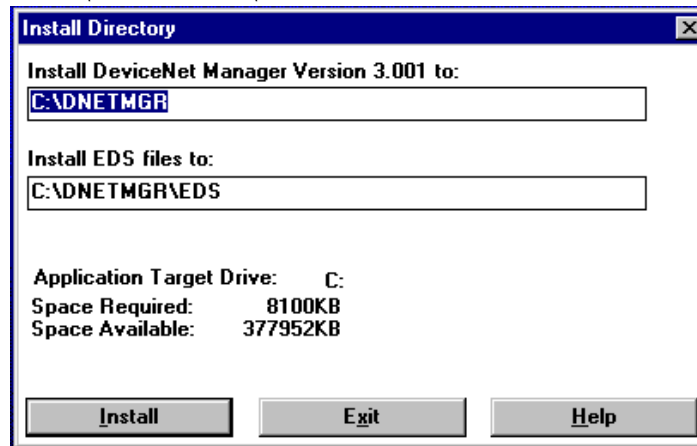 Install Directory
Install DeviceNet Manager Version 3.001 to:
C:\DNETMGR
Install EDS files to:
C:\DNETMGR\EDS
Application Target Drive: C:
Space Required: 8100KB
Space Available: 377952KB
Install Exit Help